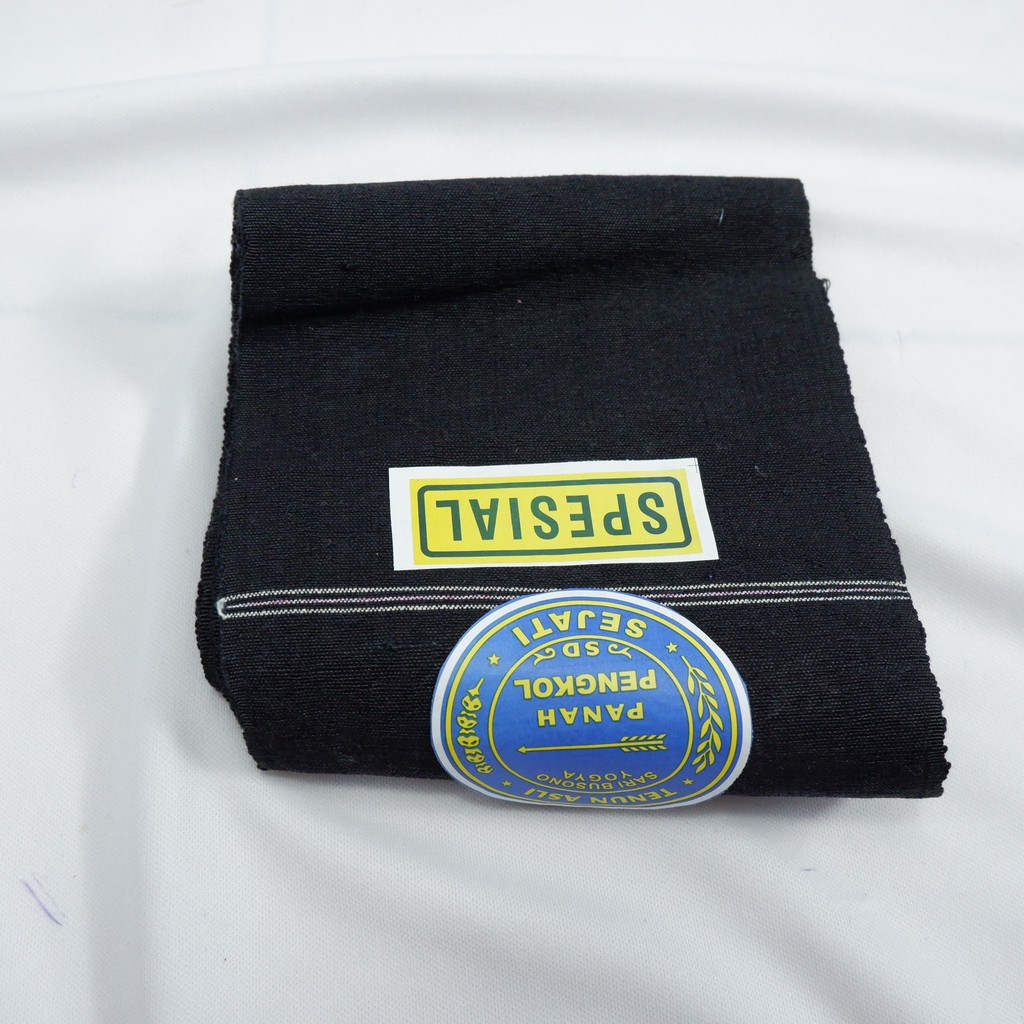 TENUN ASLI
SARI BUSONO
YOGYA
PANAH
PENGKOL
SD
SEJATI
SPESIAL